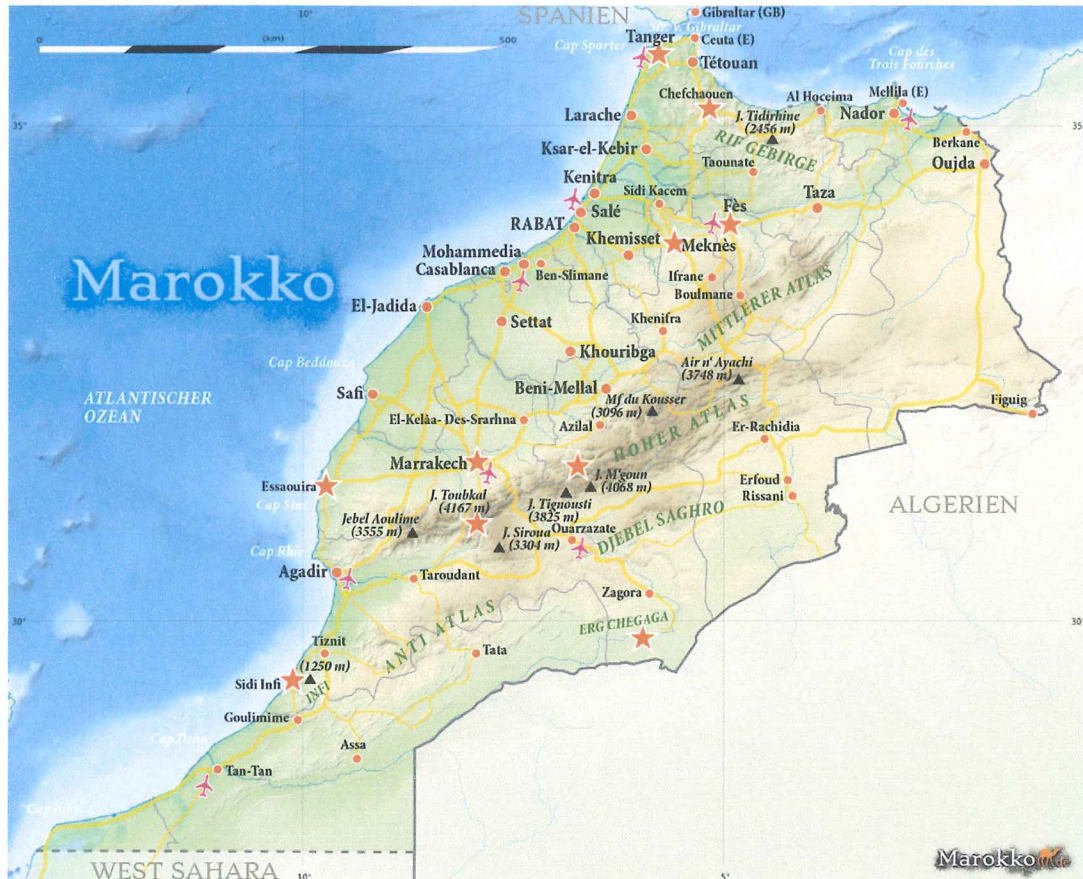 SPANIEN
Gibraltar (GB)
Str. v. Gibraltar
10°
(km)
0
500
Tanger
Ceuta (E)
Cap Sparter
Tétouan
Cap des
Trois Fourches
Chefchaouen
Al Hoceima
Mellila (E)
Larache
J. Tidirhine
(2456 m)
Nador
35°
35°
RIF GEBIRGE
Berkane
Ksar-el-Kebir
Taounate
Oujda
Kenitra
Sidi Kacem
Taza
Salé
Fès
RABAT
Khemisset
Meknès
Mohammedia
Casablanca
Ben-Slimane
Ifrane
Marokko
Boulmane
MITTLERER ATLAS
El-Jadida
Settat
Khenifra
Khouribga
Cap Beddouza
Air n' Ayachi
(3748 m)
Beni-Mellal
Safi
ATLANTISCHER
OZEAN
Mf du Kousser
(3096 m)
Figuig
El-Kelâa- Des-Srarhna
Azilal
HOHER ATLAS
Er-Rachidia
Marrakech
J. M'goun
(4068 m)
Erfoud
Essaouira
J. Toubkal
(4167 m)
Rissani
Cap Sim
J. Tignousti
(3825 m)
ALGERIEN
Jebel Aoulime
(3555 m)
Ouarzazate
DJEBEL SAGHRO
J. Siroua
(3304 m)
Cap Rhir
Agadir
Taroudant
Zagora
ANTI ATLAS
ERG CHEGAGA
30°
30°
Tiznit
(1250 m)
Tata
Sidi Infi
INFI
Goulimime
Cap Draa
Assa
Tan-Tan
WEST SAHARA
10°
5°
Marokko